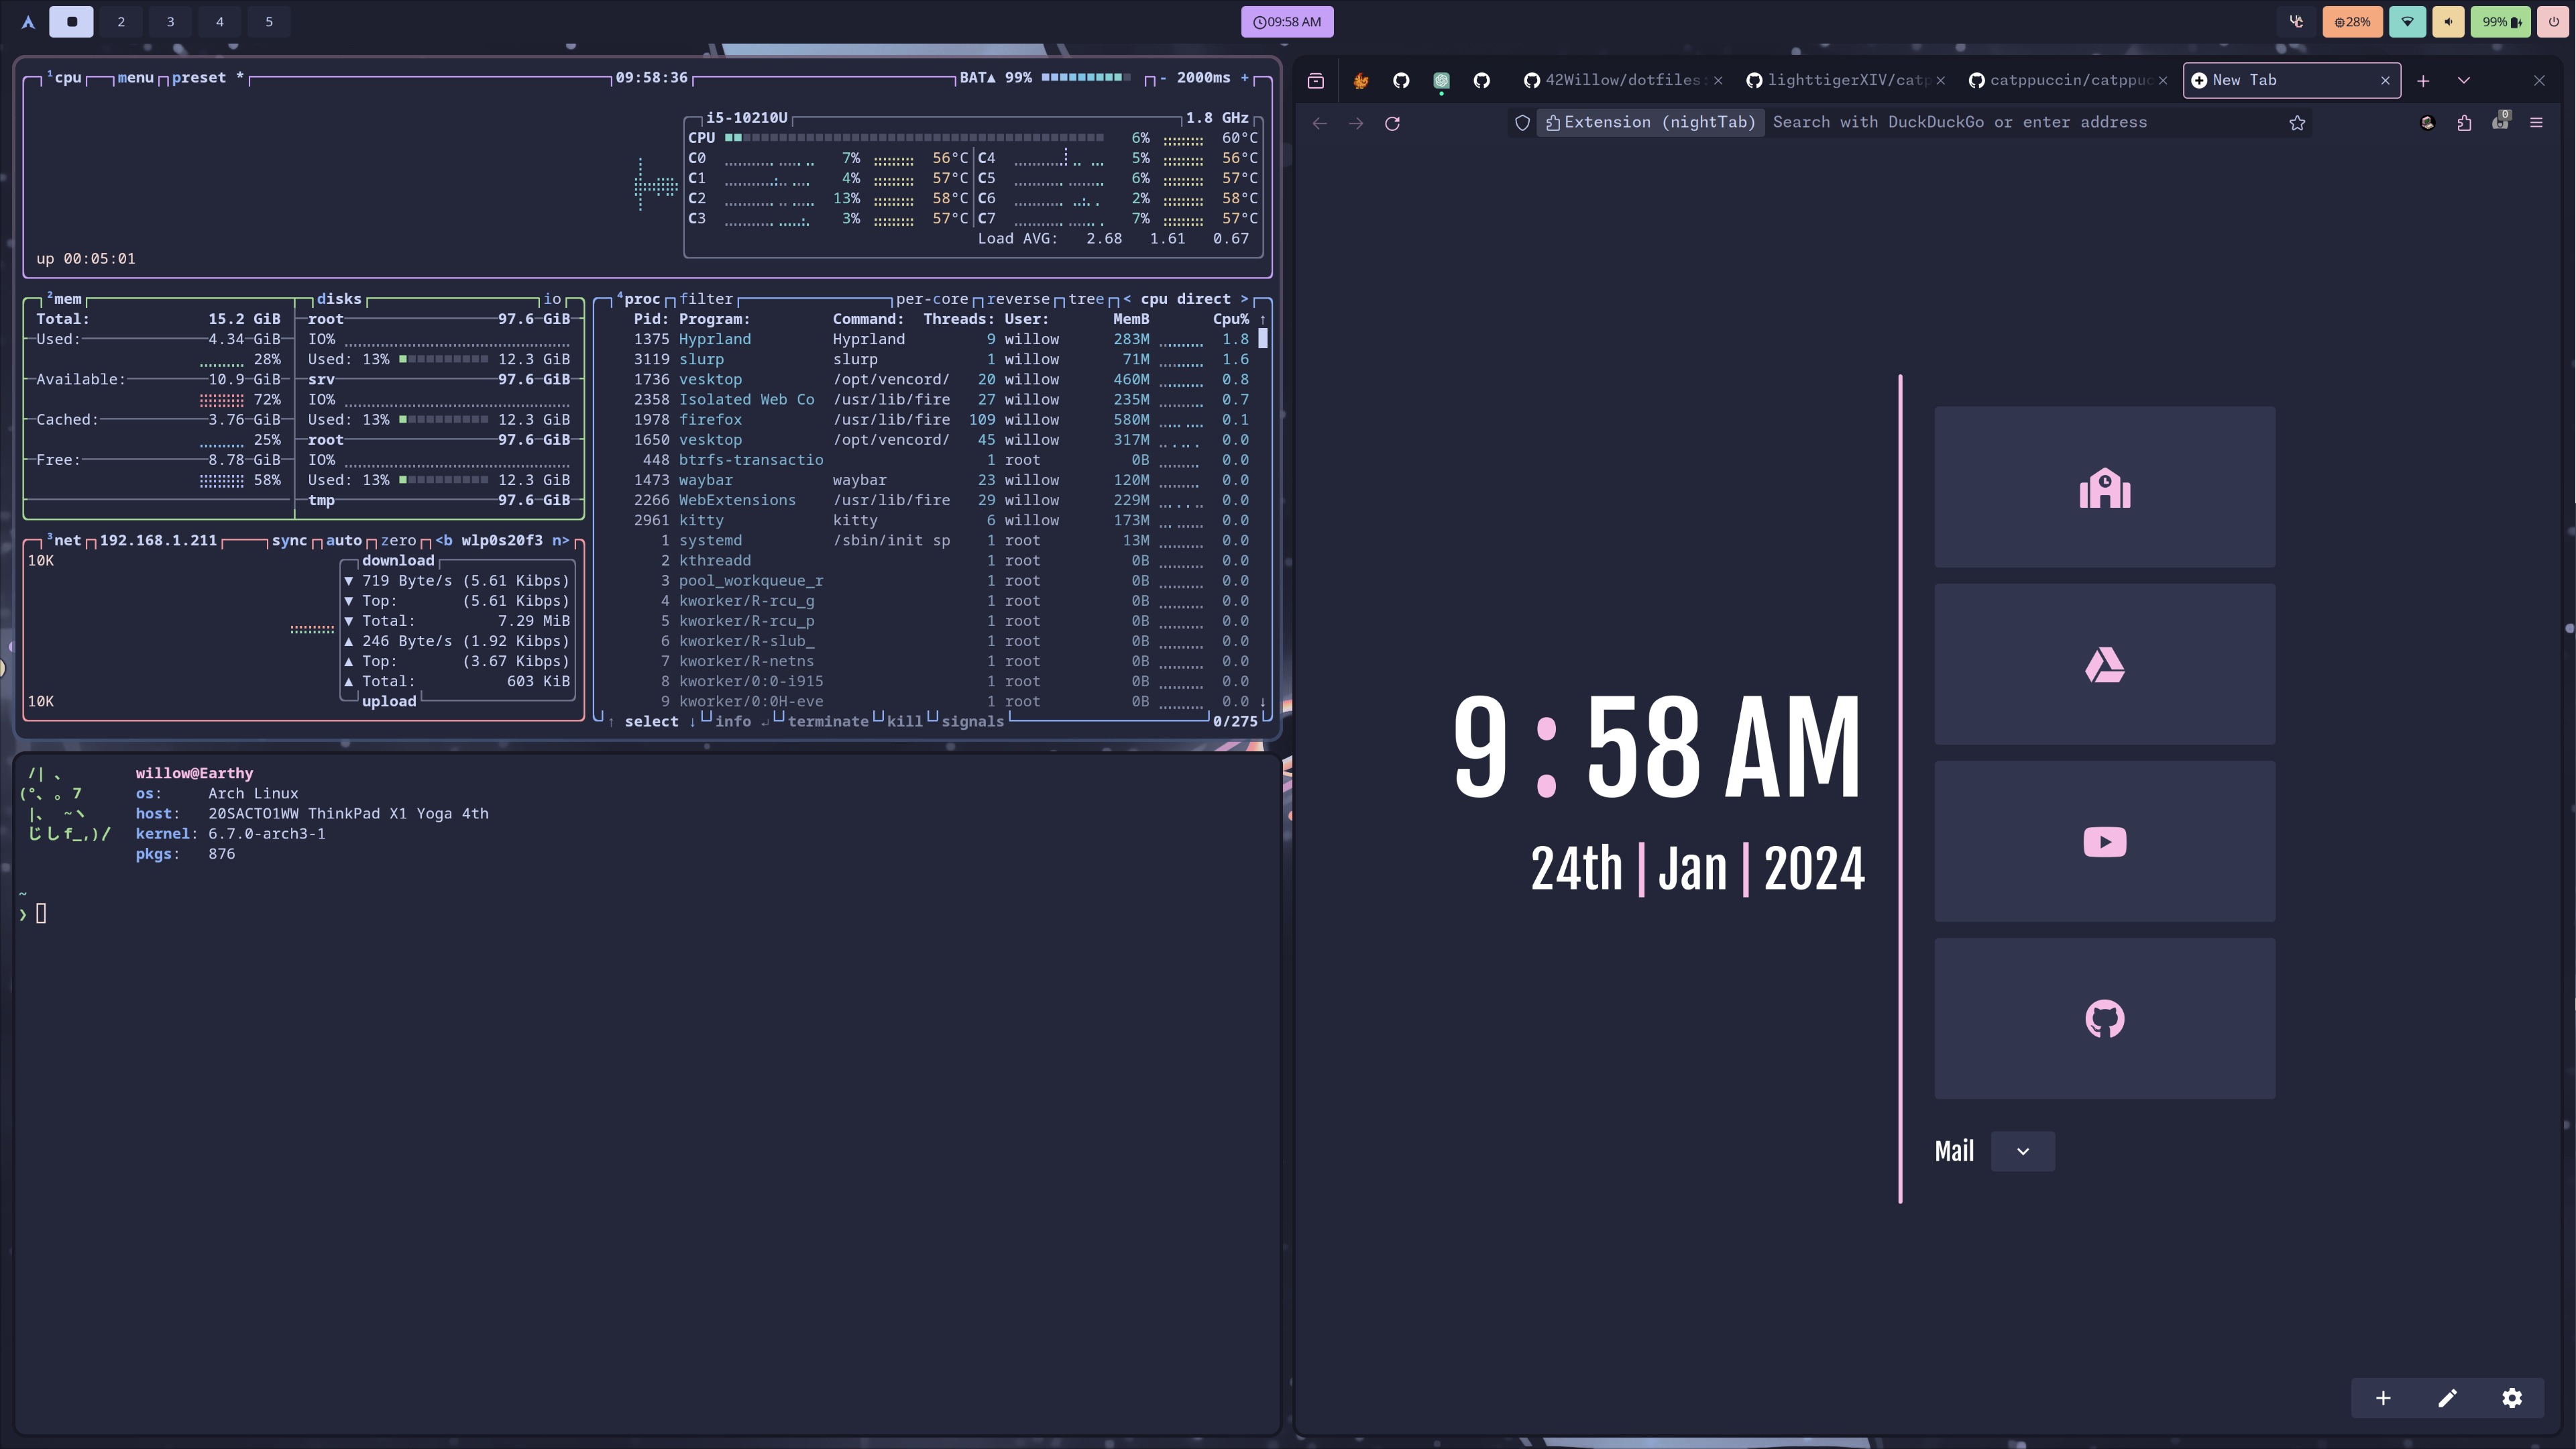 2 3 4 5 09:58 AM 28% 99%
¹cpu menu preset * 09:58:36 BAT▲ 99% - 2000ms +
i5-10210U 1.8 GHz
CPU 6% 60°C
C0 7% 56°C C4 5% 56°C
C1 4% 57°C C5 6% 57°C
C2 13% 58°C C6 2% 58°C
C3 3% 57°C C7 7% 57°C
Load AVG: 2.68 1.61 0.67
up 00:05:01
²mem disks io
Total: 15.2 GiB root 97.6 GiB
Used: 4.34 GiB IO%
28% Used: 13% 12.3 GiB
Available: 10.9 GiB srv 97.6 GiB
72% IO%
Cached: 3.76 GiB Used: 13% 12.3 GiB
25% root 97.6 GiB
Free: 8.78 GiB IO%
58% Used: 13% 12.3 GiB
tmp 97.6 GiB
³net 192.168.1.211 sync auto zero <b wlp0s20f3 n>
10K download
▼ 719 Byte/s (5.61 Kibps)
▼ Top: (5.61 Kibps)
▼ Total: 7.29 MiB
▲ 246 Byte/s (1.92 Kibps)
▲ Top: (3.67 Kibps)
▲ Total: 603 KiB
10K upload
⁴proc filter per-core reverse tree < cpu direct >
Pid: Program: Command: Threads: User: MemB Cpu% ↑
1375 Hyprland Hyprland 9 willow 283M 1.8
3119 slurp slurp 1 willow 71M 1.6
1736 vesktop /opt/vencord/ 20 willow 460M 0.8
2358 Isolated Web Co /usr/lib/fire 27 willow 235M 0.7
1978 firefox /usr/lib/fire 109 willow 580M 0.1
1650 vesktop /opt/vencord/ 45 willow 317M 0.0
448 btrfs-transactio 1 root 0B 0.0
1473 waybar waybar 23 willow 120M 0.0
2266 WebExtensions /usr/lib/fire 29 willow 229M 0.0
2961 kitty kitty 6 willow 173M 0.0
1 systemd /sbin/init sp 1 root 13M 0.0
2 kthreadd 1 root 0B 0.0
3 pool_workqueue_r 1 root 0B 0.0
4 kworker/R-rcu_g 1 root 0B 0.0
5 kworker/R-rcu_p 1 root 0B 0.0
6 kworker/R-slub_ 1 root 0B 0.0
7 kworker/R-netns 1 root 0B 0.0
8 kworker/0:0-i915 1 root 0B 0.0
9 kworker/0:0H-eve 1 root 0B 0.0 ↓
↑ select ↓ info ↲ terminate kill signals 0/275
/| 、 willow@Earthy
(°、 。7 os: Arch Linux
|、 ~ヽ host: 20SACTO1WW ThinkPad X1 Yoga 4th
じしf_,)/ kernel: 6.7.0-arch3-1
pkgs: 876
~
❯
42Willow/dotfiles: lighttigerXIV/catp catppuccin/catppuc New Tab
Extension (nightTab) Search with DuckDuckGo or enter address 0
9:58 AM
24th | Jan | 2024
Mail